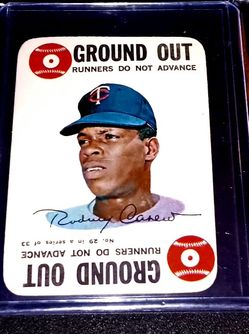 GROUND OUT
RUNNERS DO NOT ADVANCE
TC
Rodney Carew
No. 29 in a series of 33
RUNNERS DO NOT ADVANCE
GROUND OUT